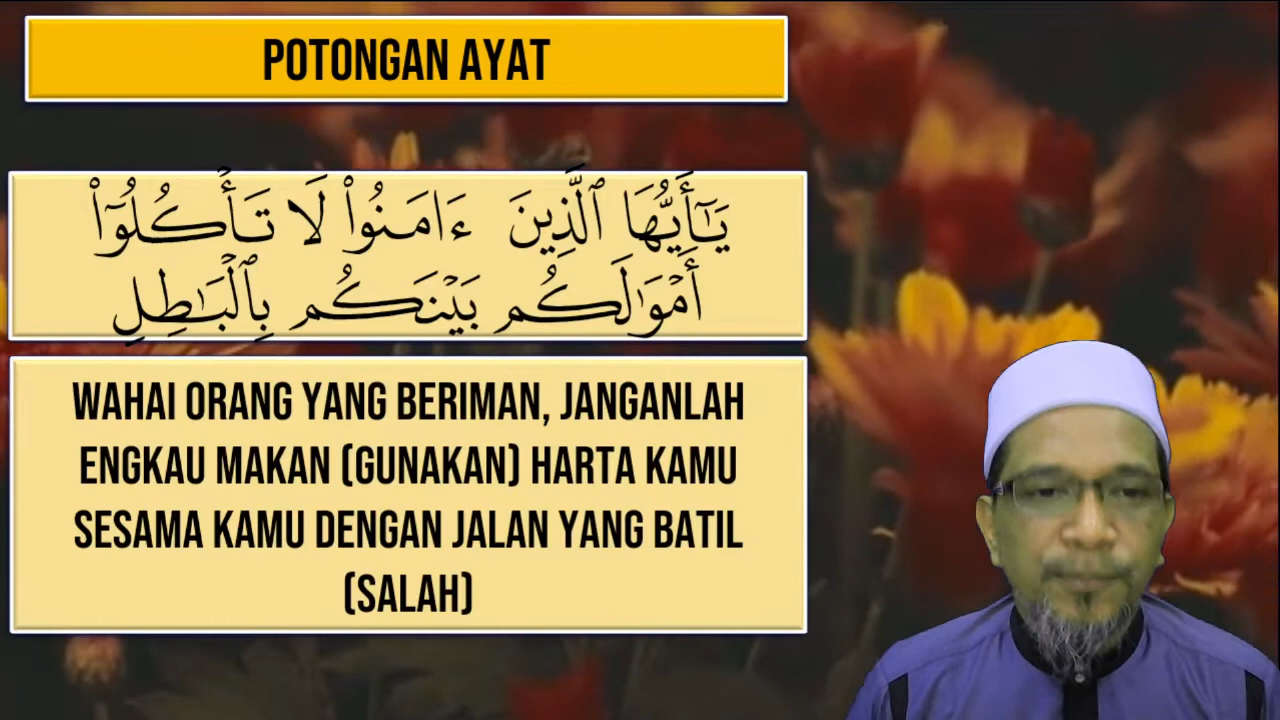 POTONGAN AYAT
يَـٰٓأَيُّهَا ٱلَّذِينَ ءَامَنُوا۟ لَا تَأْكُلُوٓا۟
أَمْوَٰلَكُم بَيْنَكُم بِٱلْبَـٰطِلِ
WAHAI ORANG YANG BERIMAN, JANGANLAH
ENGKAU MAKAN (GUNAKAN) HARTA KAMU
SESAMA KAMU DENGAN JALAN YANG BATIL
(SALAH)